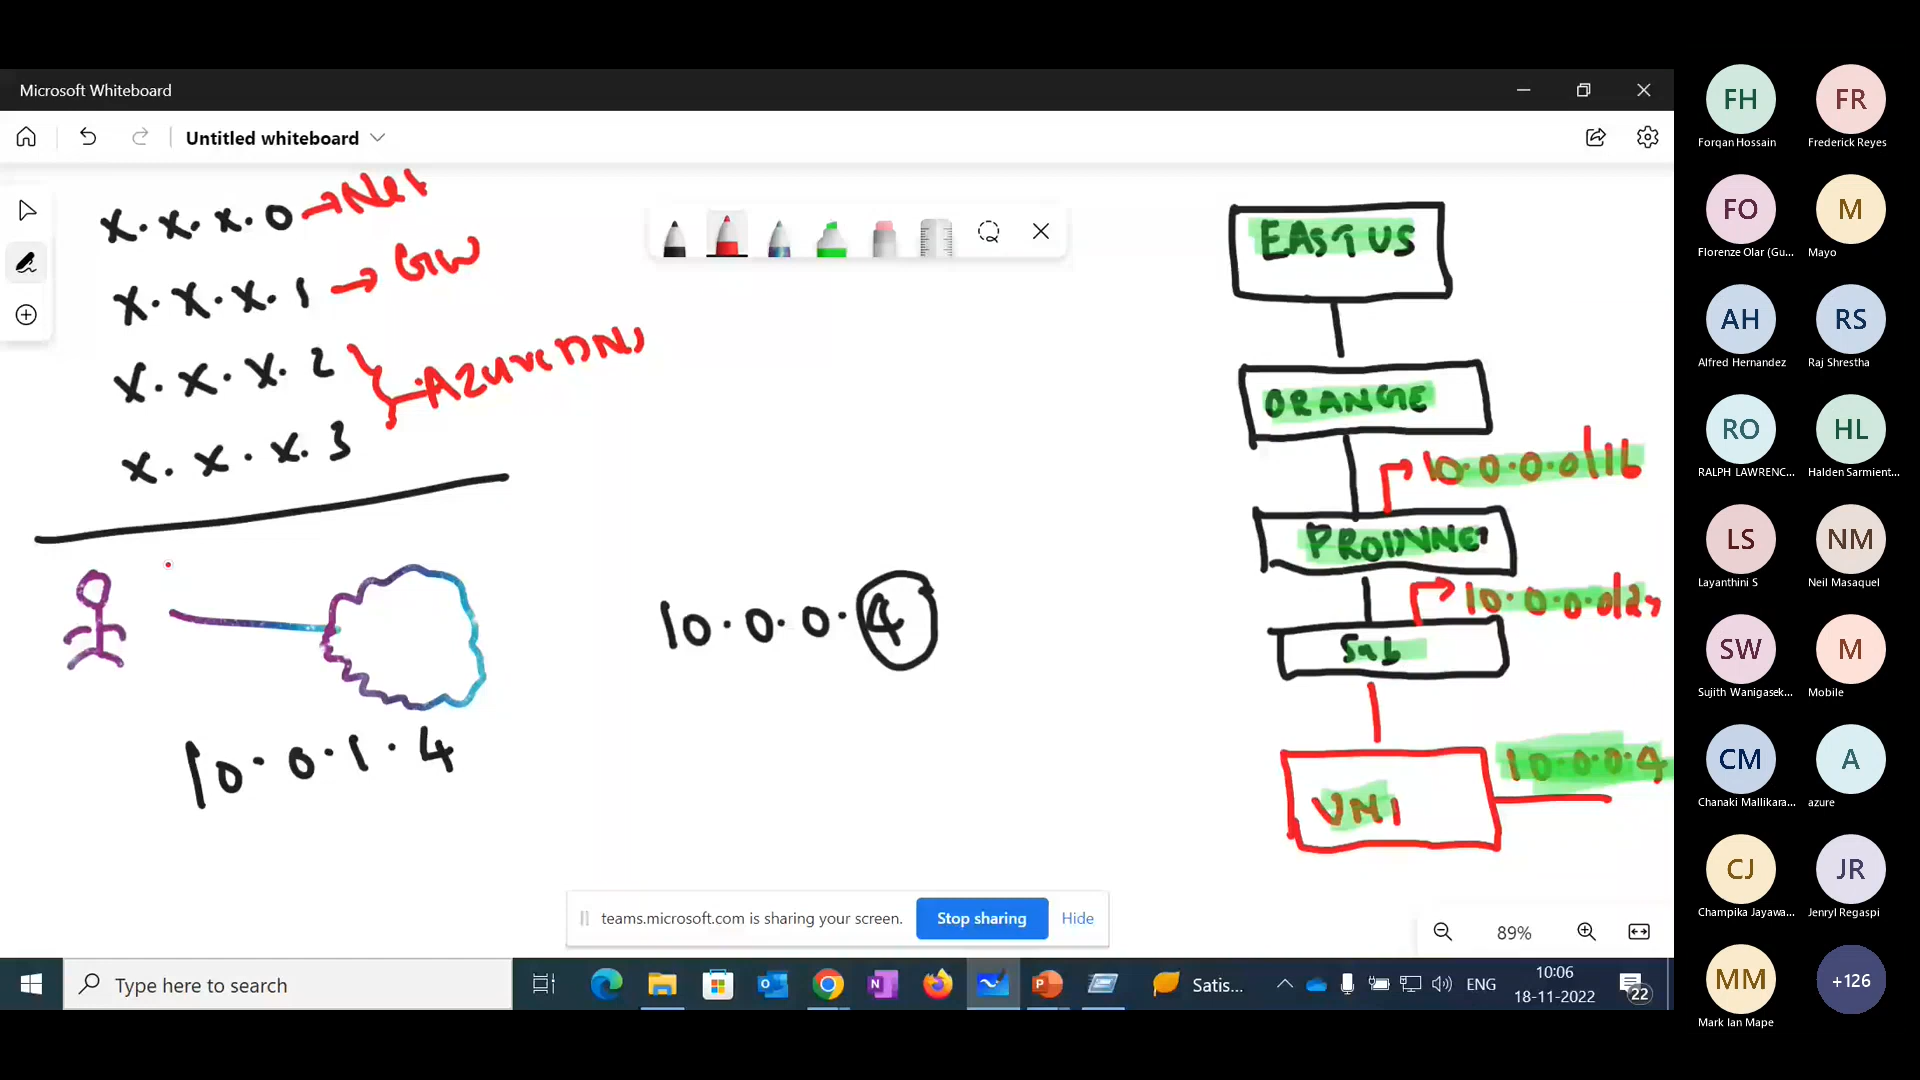 Microsoft Whiteboard
Untitled whiteboard
x.x.x.0 → Net
x.x.x.1 → GW
x.x.x.2
Azure DNS
x.x.x.3
10.0.1.4
10.0.0.4
EASTUS
ORANGE
10.0.0.0/16
PRODVNET
10.0.0.0/24
Sub
VM1
10.0.0.4
teams.microsoft.com is sharing your screen.
Stop sharing
Hide
89%
Type here to search
Satis...
ENG
10:06
18-11-2022
22
FH
FR
Forqan Hossain
Frederick Reyes
FO
M
Florenze Olar (Gu...
Mayo
AH
RS
Alfred Hernandez
Raj Shrestha
RO
HL
RALPH LAWRENC...
Halden Sarmient...
LS
NM
Layanthini S
Neil Masaquel
SW
M
Sujith Wanigasek...
Mobile
CM
A
Chanaki Mallikara...
azure
CJ
JR
Champika Jayawa...
Jenryl Regaspi
MM
+126
Mark Ian Mape